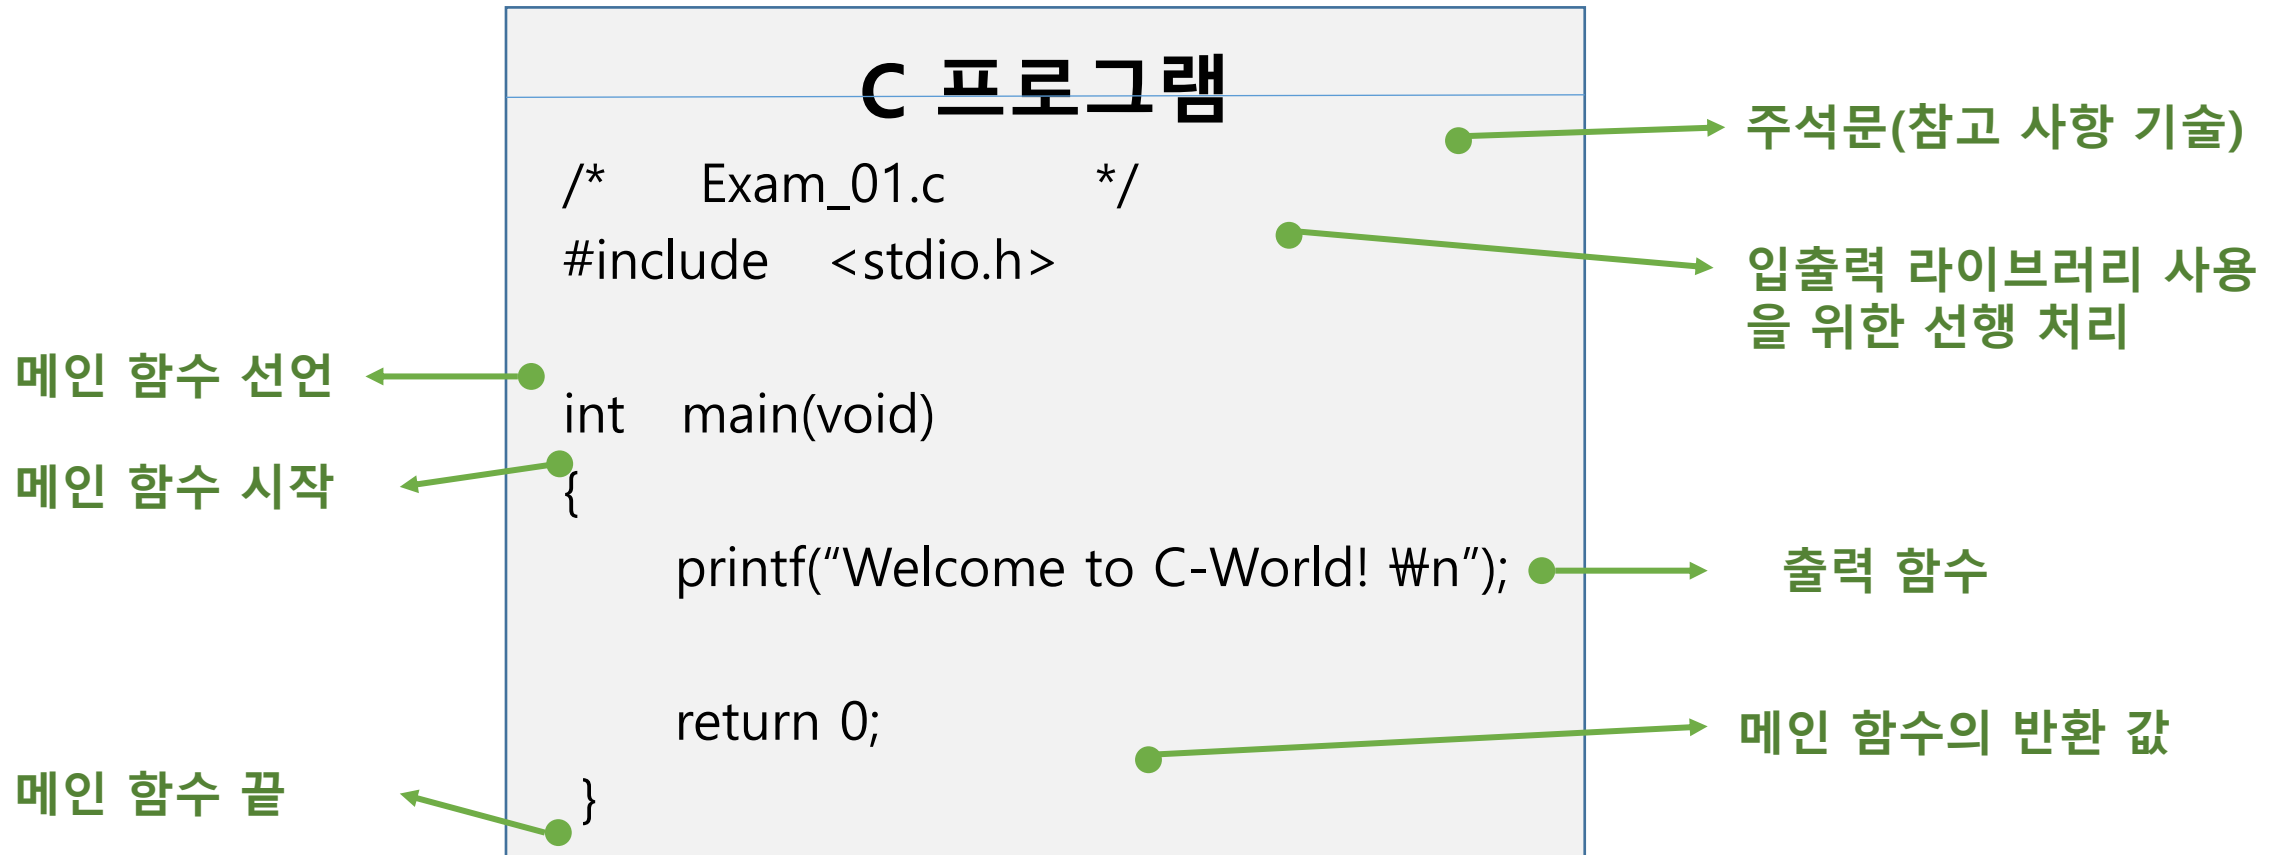 C 프로그램
/* Exam_01.c */
#include <stdio.h>
int main(void)
{
printf(“Welcome to C-World! ₩n”);
return 0;
}
메인 함수 선언
메인 함수 시작
메인 함수 끝
주석문(참고 사항 기술)
입출력 라이브러리 사용
을 위한 선행 처리
출력 함수
메인 함수의 반환 값